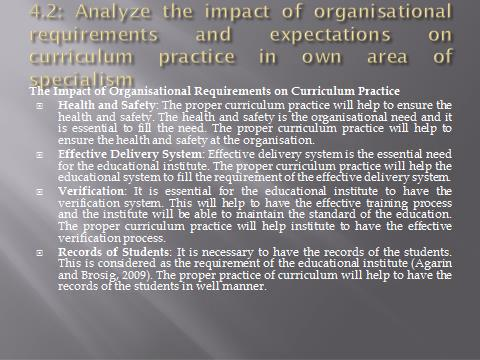 4.2: Analyze the impact of organisational
requirements and expectations on
curriculum practice in own area of
specialism
The Impact of Organisational Requirements on Curriculum Practice
Health and Safety: The proper curriculum practice will help to ensure the
health and safety. The health and safety is the organisational need and it
is essential to fill the need. The proper curriculum practice will help to
ensure the health and safety at the organisation.
Effective Delivery System: Effective delivery system is the essential need
for the educational institute. The proper curriculum practice will help the
educational system to fill the requirement of the effective delivery system.
Verification: It is essential for the educational institute to have the
verification system. This will help to have the effective training process
and the institute will be able to maintain the standard of the education.
The proper curriculum practice will help institute to have the effective
verification process.
Records of Students: It is necessary to have the records of the students.
This is considered as the requirement of the educational institute (Agarin
and Brosig, 2009). The proper practice of curriculum will help to have the
records of the students in well manner.